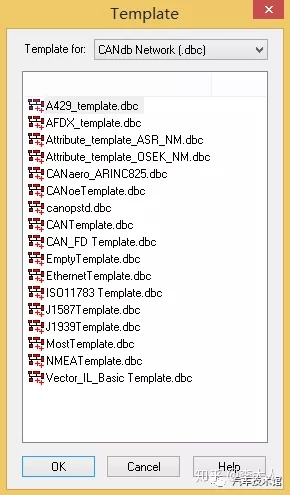 Template
Template for: CANdb Network (.dbc)
A429_template.dbc
AFDX_template.dbc
Attribute_template_ASR_NM.dbc
Attribute_template_OSEK_NM.dbc
CANaero_ARINC825.dbc
CANoeTemplate.dbc
canopstd.dbc
CANTemplate.dbc
CAN_FD Template.dbc
EmptyTemplate.dbc
EthernetTemplate.dbc
ISO11783 Template.dbc
J1587Template.dbc
J1939Template.dbc
MostTemplate.dbc
NMEATemplate.dbc
Vector_IL_Basic Template.dbc
知乎
OK Cancel Help
汽车技术馆